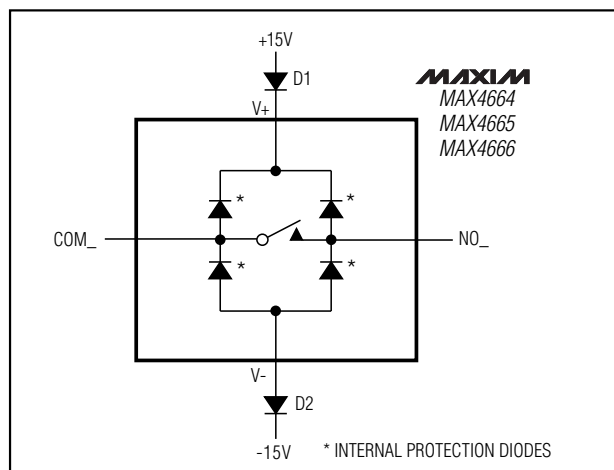 +15V
D1
MAXIM
MAX4664
MAX4665
MAX4666
V+
*
*
COM_
NO_
*
*
V-
D2
-15V
* INTERNAL PROTECTION DIODES